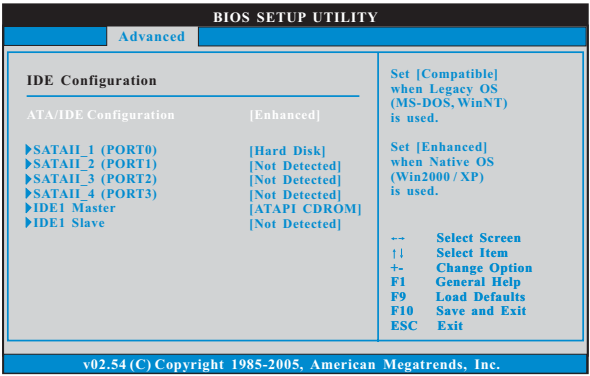 BIOS SETUP UTILITY
Advanced
IDE Configuration
ATA/IDE Configuration [Enhanced]
SATAII_1 (PORT0) [Hard Disk]
SATAII_2 (PORT1) [Not Detected]
SATAII_3 (PORT2) [Not Detected]
SATAII_4 (PORT3) [Not Detected]
IDE1 Master [ATAPI CDROM]
IDE1 Slave [Not Detected]
Set [Compatible]
when Legacy OS
(MS-DOS, WinNT)
is used.
Set [Enhanced]
when Native OS
(Win2000 / XP)
is used.
←→ Select Screen
↑↓ Select Item
+- Change Option
F1 General Help
F9 Load Defaults
F10 Save and Exit
ESC Exit
v02.54 (C) Copyright 1985-2005, American Megatrends, Inc.